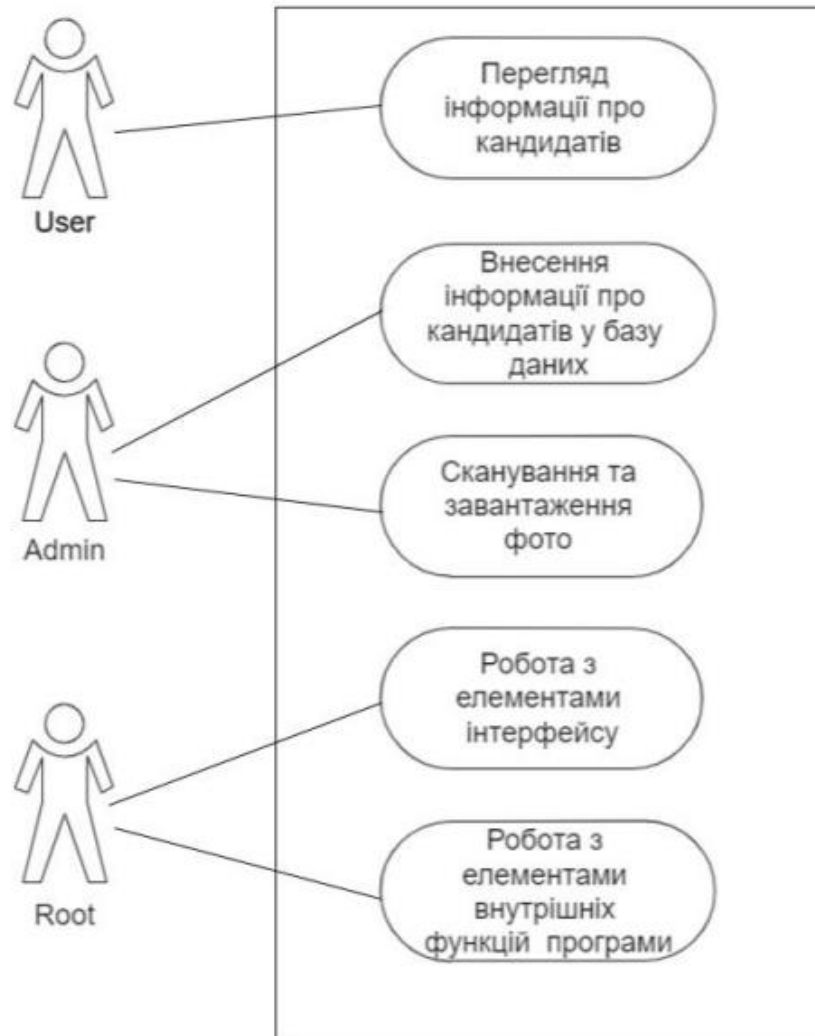 Перегляд
інформації про
кандидатів
User
Внесення
інформації про
кандидатів у базу
даних
Сканування та
завантаження
фото
Admin
Робота з
елементами
інтерфейсу
Робота з
елементами
внутрішніх
функцій програми
Root